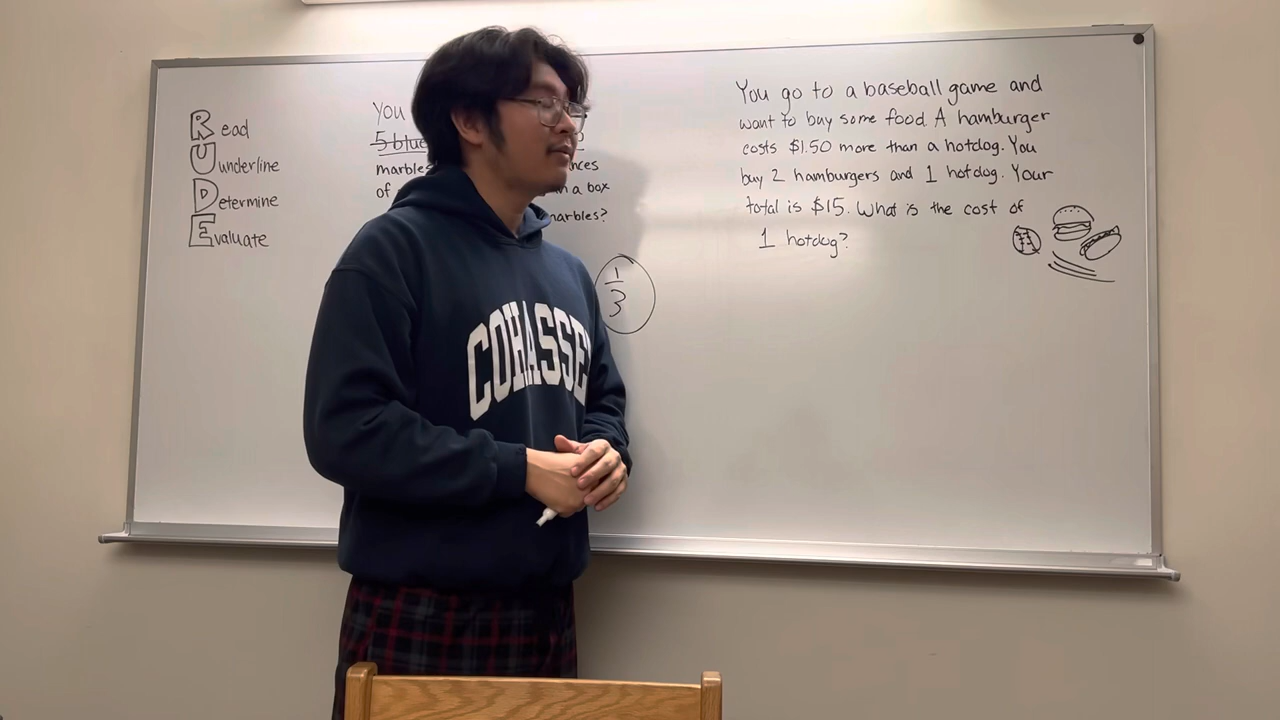 Read
Uunderline
Determine
Evaluate
You
5 blue
marbles
of
nces
n a box
marbles?
1
3
You go to a baseball game and
want to buy some food. A hamburger
costs $1.50 more than a hotdog. You
buy 2 hamburgers and 1 hotdog. Your
total is $15. What is the cost of
1 hotdog?
COHASSE